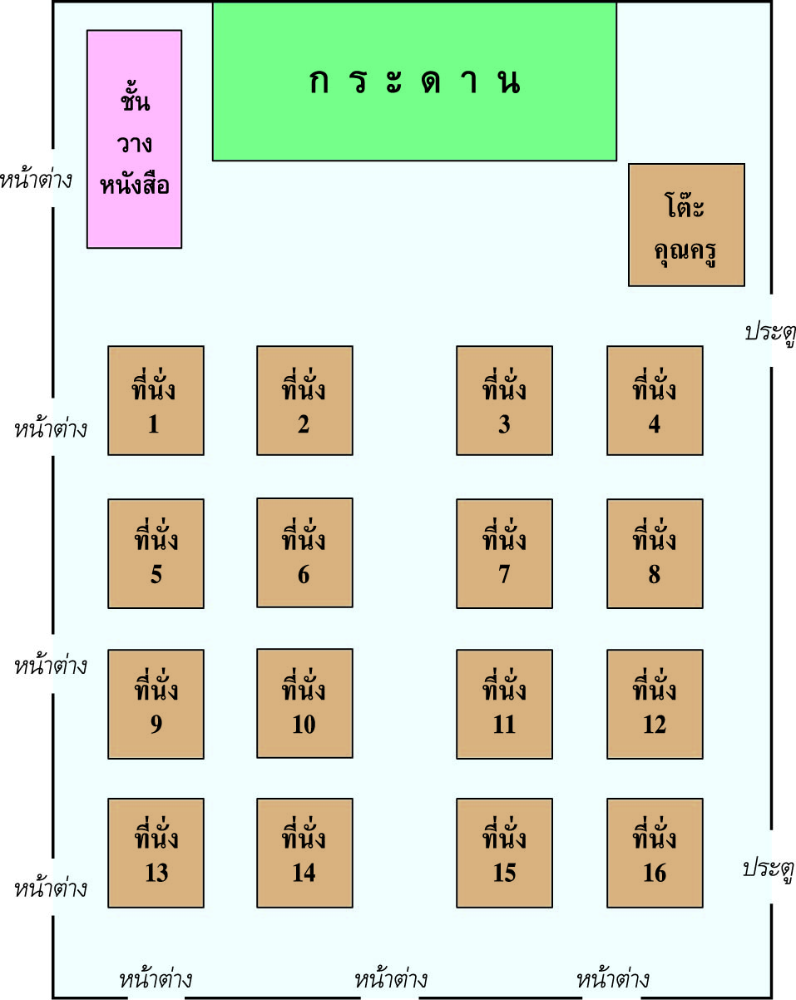 ก ร ะ ด า น
ชั้น
วาง
หนังสือ
หน้าต่าง
โต๊ะ
คุณครู
ประตู
ที่นั่ง
1
ที่นั่ง
2
ที่นั่ง
3
ที่นั่ง
4
หน้าต่าง
ที่นั่ง
5
ที่นั่ง
6
ที่นั่ง
7
ที่นั่ง
8
หน้าต่าง
ที่นั่ง
9
ที่นั่ง
10
ที่นั่ง
11
ที่นั่ง
12
ที่นั่ง
13
ที่นั่ง
14
ที่นั่ง
15
ที่นั่ง
16
หน้าต่าง
ประตู
หน้าต่าง
หน้าต่าง
หน้าต่าง